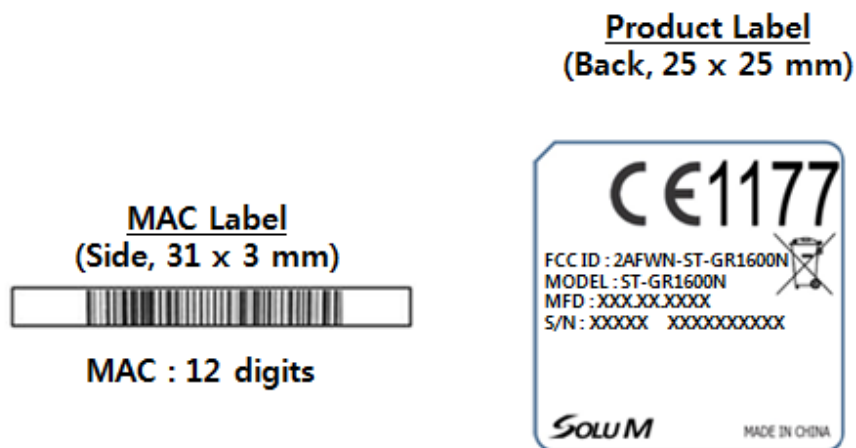 Product Label
(Back, 25 x 25 mm)
MAC Label
(Side, 31 x 3 mm)
MAC : 12 digits
CE1177
FCC ID : 2AFWN-ST-GR1600N
MODEL : ST-GR1600N
MFD : XXX.XX.XXXX
S/N : XXXXX XXXXXXXXXX
SOLUM
MADE IN CHINA